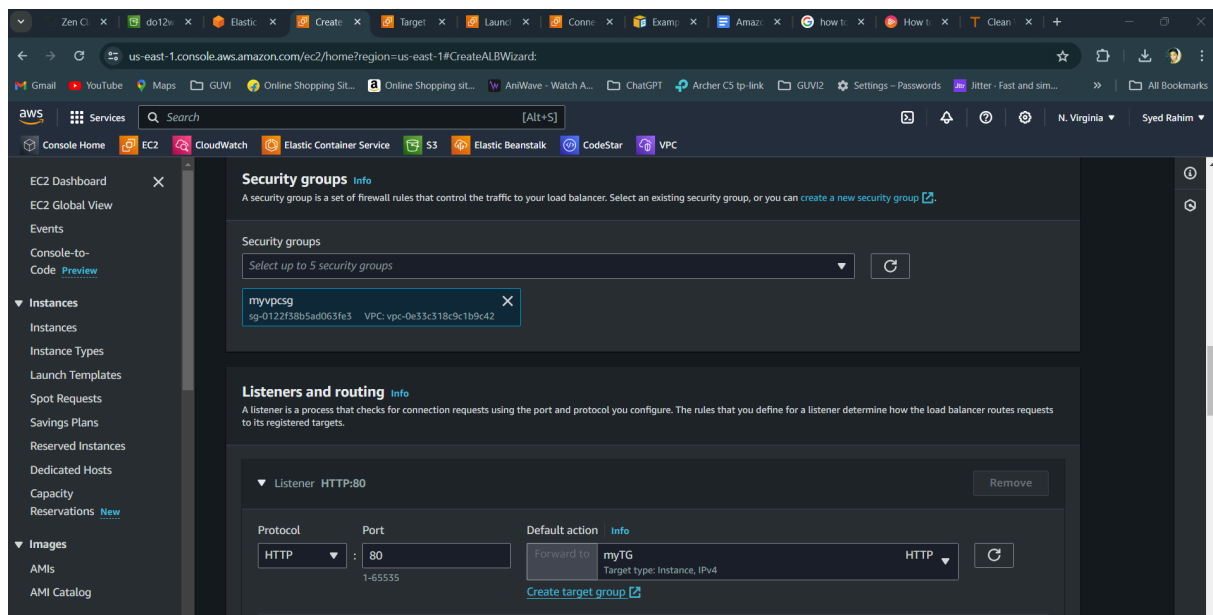 Zen Cl
do12w
Elastic
Create
Target
Launcl
Conne
Examp
Amazo
how to
How to
Clean
us-east-1.console.aws.amazon.com/ec2/home?region=us-east-1#CreateALBWizard:
Gmail YouTube Maps GUVI Online Shopping Sit... Online Shopping sit... AniWave - Watch A... ChatGPT Archer C5 tp-link GUVI2 Settings – Passwords Jitter - Fast and sim... » All Bookmarks
aws Services Search [Alt+S] N. Virginia ▼ Syed Rahim ▼
Console Home EC2 CloudWatch Elastic Container Service S3 Elastic Beanstalk CodeStar VPC
EC2 Dashboard
EC2 Global View
Events
Console-to-
Code Preview
Instances
Instances
Instance Types
Launch Templates
Spot Requests
Savings Plans
Reserved Instances
Dedicated Hosts
Capacity
Reservations New
Images
AMIs
AMI Catalog
Security groups Info
A security group is a set of firewall rules that control the traffic to your load balancer. Select an existing security group, or you can create a new security group.
Security groups
Select up to 5 security groups
myvpcsg
sg-0122f38b5ad063fe3 VPC: vpc-0e33c318c9c1b9c42
Listeners and routing Info
A listener is a process that checks for connection requests using the port and protocol you configure. The rules that you define for a listener determine how the load balancer routes requests
to its registered targets.
Listener HTTP:80
Remove
Protocol Port Default action Info
HTTP : 80 Forward to myTG HTTP
Target type: Instance, IPv4
1-65535
Create target group